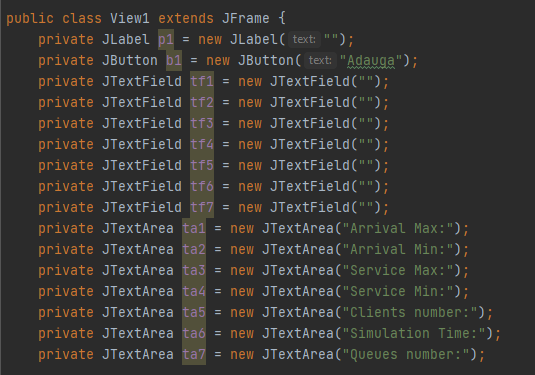 public class View1 extends JFrame {
private JLabel p1 = new JLabel( text: "");
private JButton b1 = new JButton( text: "Adauga");
private JTextField tf1 = new JTextField("");
private JTextField tf2 = new JTextField("");
private JTextField tf3 = new JTextField("");
private JTextField tf4 = new JTextField("");
private JTextField tf5 = new JTextField("");
private JTextField tf6 = new JTextField("");
private JTextField tf7 = new JTextField("");
private JTextArea ta1 = new JTextArea("Arrival Max:");
private JTextArea ta2 = new JTextArea("Arrival Min:");
private JTextArea ta3 = new JTextArea("Service Max:");
private JTextArea ta4 = new JTextArea("Service Min:");
private JTextArea ta5 = new JTextArea("Clients number:");
private JTextArea ta6 = new JTextArea("Simulation Time:");
private JTextArea ta7 = new JTextArea("Queues number:");